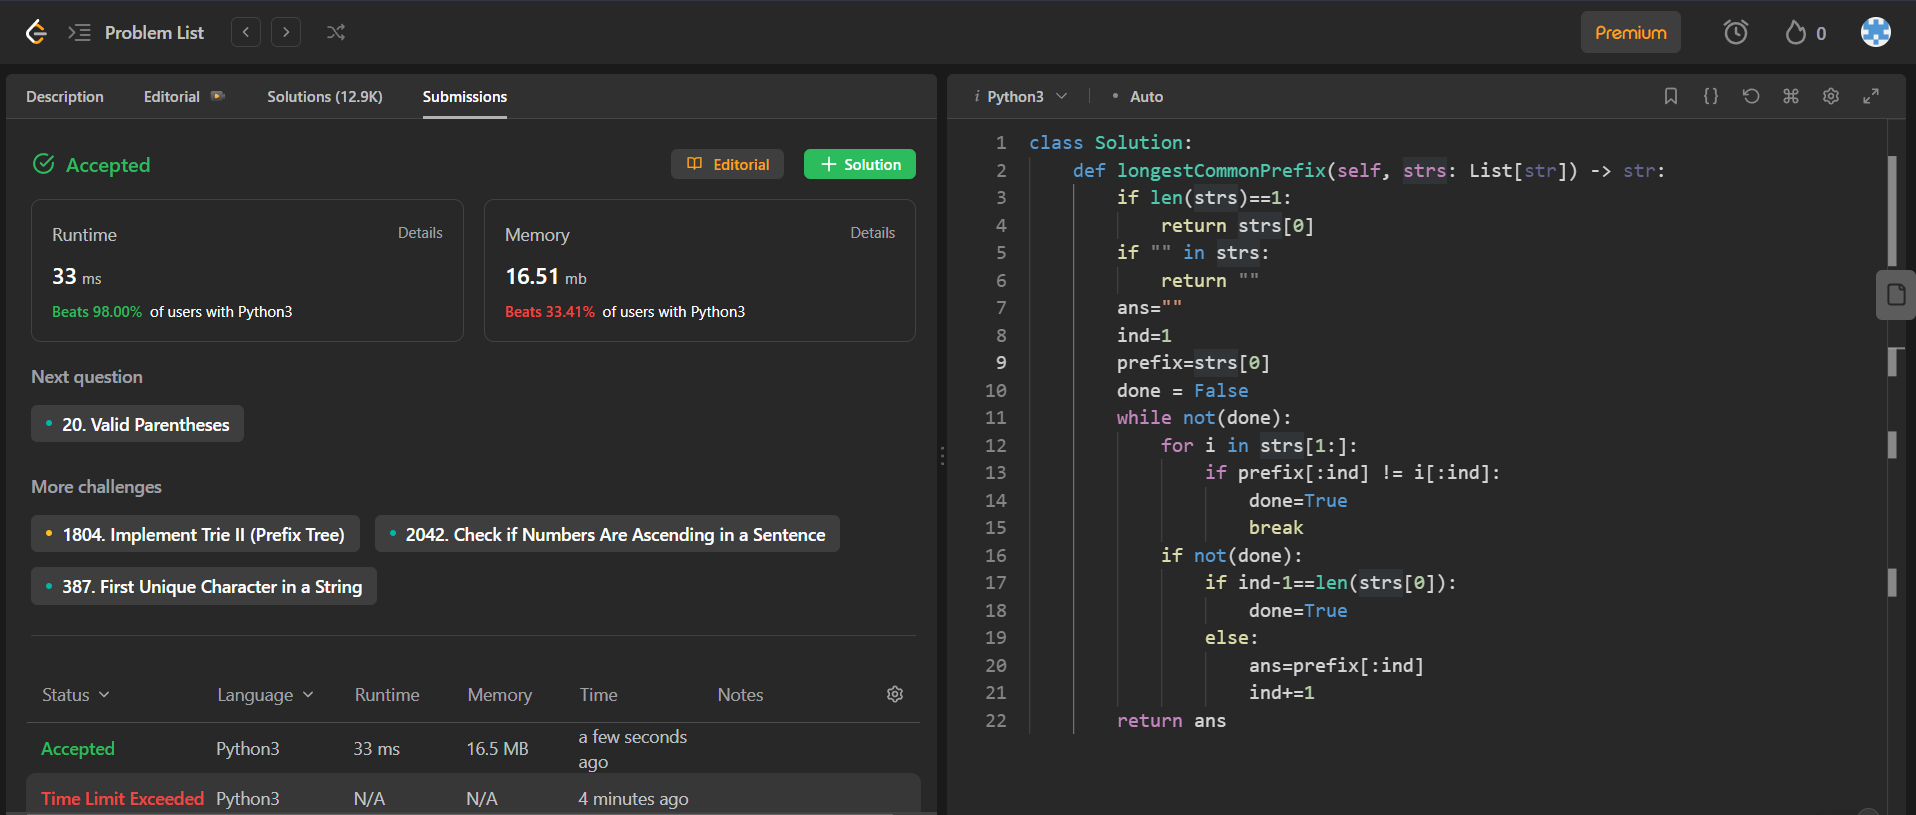 Problem List
Premium
0
Description Editorial Solutions (12.9K) Submissions
Accepted
Editorial
Solution
Runtime Details
33 ms
Beats 98.00% of users with Python3
Memory Details
16.51 mb
Beats 33.41% of users with Python3
Next question
20. Valid Parentheses
More challenges
1804. Implement Trie II (Prefix Tree)
2042. Check if Numbers Are Ascending in a Sentence
387. First Unique Character in a String
Status Language Runtime Memory Time Notes
Accepted Python3 33 ms 16.5 MB a few seconds
ago
Time Limit Exceeded Python3 N/A N/A 4 minutes ago
i Python3 • Auto
1 class Solution:
2     def longestCommonPrefix(self, strs: List[str]) -> str:
3         if len(strs)==1:
4             return strs[0]
5         if "" in strs:
6             return ""
7         ans=""
8         ind=1
9         prefix=strs[0]
10         done = False
11         while not(done):
12             for i in strs[1:]:
13                 if prefix[:ind] != i[:ind]:
14                     done=True
15                     break
16             if not(done):
17                 if ind-1==len(strs[0]):
18                     done=True
19                 else:
20                     ans=prefix[:ind]
21                     ind+=1
22         return ans